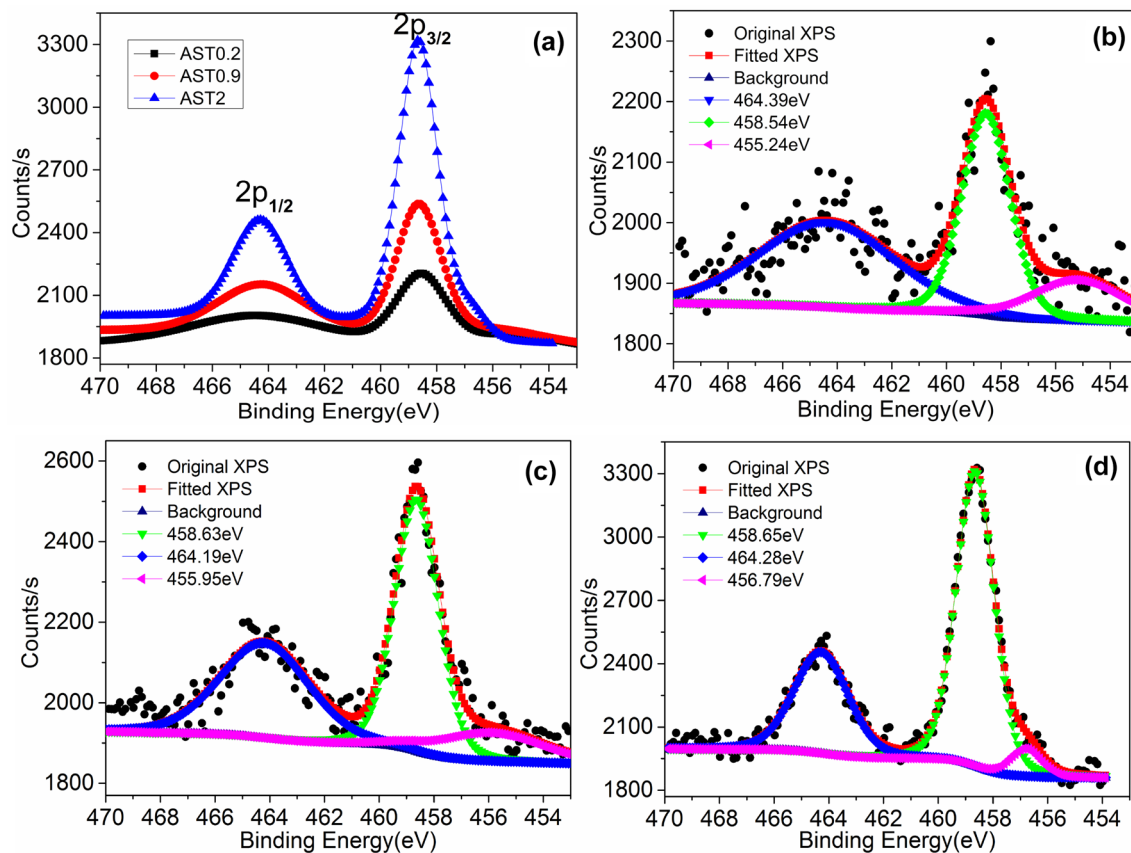 (a)
2p3/2
2p1/2
AST0.2
AST0.9
AST2
3300
3000
2700
2400
2100
1800
Counts/s
470 468 466 464 462 460 458 456 454
Binding Energy(eV)
(b)
Original XPS
Fitted XPS
Background
464.39eV
458.54eV
455.24eV
2300
2200
2100
2000
1900
1800
Counts/s
470 468 466 464 462 460 458 456 454
Binding Energy(eV)
(c)
Original XPS
Fitted XPS
Background
458.63eV
464.19eV
455.95eV
2600
2400
2200
2000
1800
Counts/s
470 468 466 464 462 460 458 456 454
Binding Energy(eV)
(d)
Original XPS
Fitted XPS
Background
458.65eV
464.28eV
456.79eV
3300
3000
2700
2400
2100
1800
Counts/s
470 468 466 464 462 460 458 456 454
Binding Energy(eV)